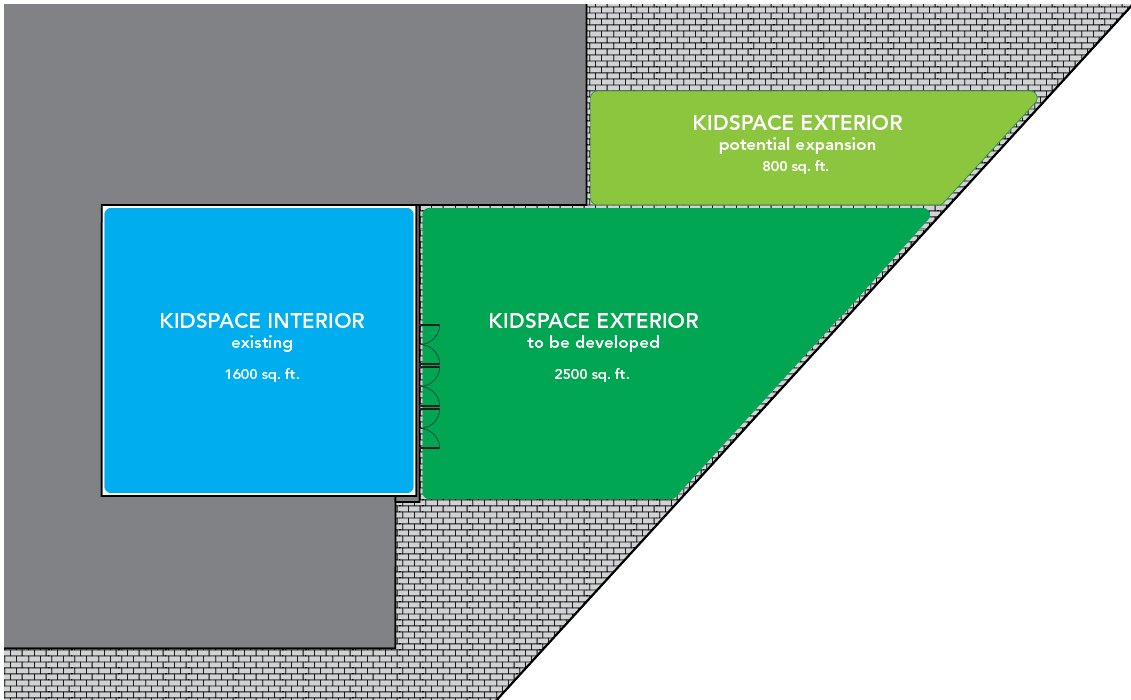 KIDSPACE EXTERIOR
potential expansion
800 sq. ft.
KIDSPACE INTERIOR
existing
1600 sq. ft.
KIDSPACE EXTERIOR
to be developed
2500 sq. ft.